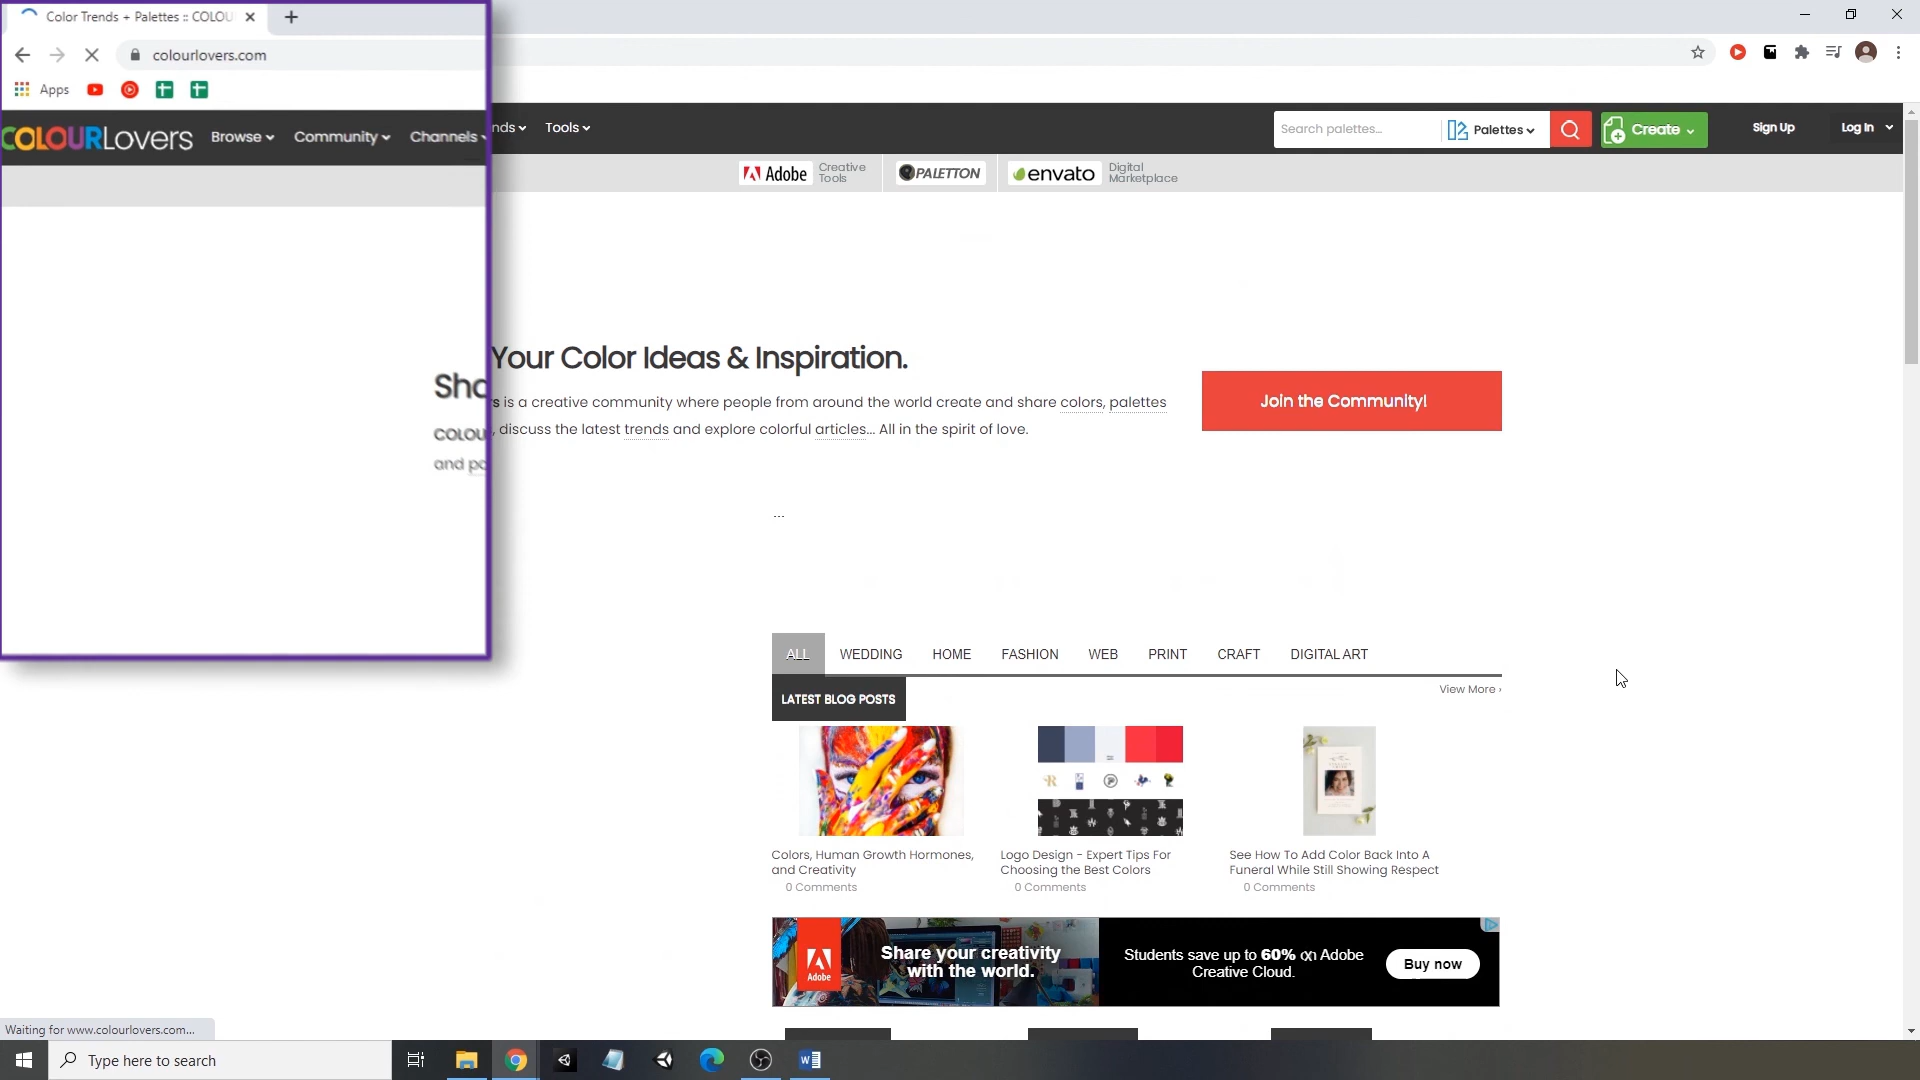 Color Trends + Palettes :: COLOU
colourlovers.com
Apps
COLOURLovers Browse Community Channels
nds Tools
Search palettes...
Palettes
Create
Sign Up
Log In
Adobe Creative Tools
PALETTON
envato Digital Marketplace
Sha
Your Color Ideas & Inspiration.
COLOU
s is a creative community where people from around the world create and share colors, palettes
and pa
, discuss the latest trends and explore colorful articles... All in the spirit of love.
Join the Community!
...
ALL WEDDING HOME FASHION WEB PRINT CRAFT DIGITAL ART
LATEST BLOG POSTS
View More ›
Colors, Human Growth Hormones,
and Creativity
0 Comments
Logo Design - Expert Tips For
Choosing the Best Colors
0 Comments
See How To Add Color Back Into A
Funeral While Still Showing Respect
0 Comments
Adobe
Share your creativity
with the world.
Students save up to 60% on Adobe
Creative Cloud.
Buy now
Waiting for www.colourlovers.com...
Type here to search